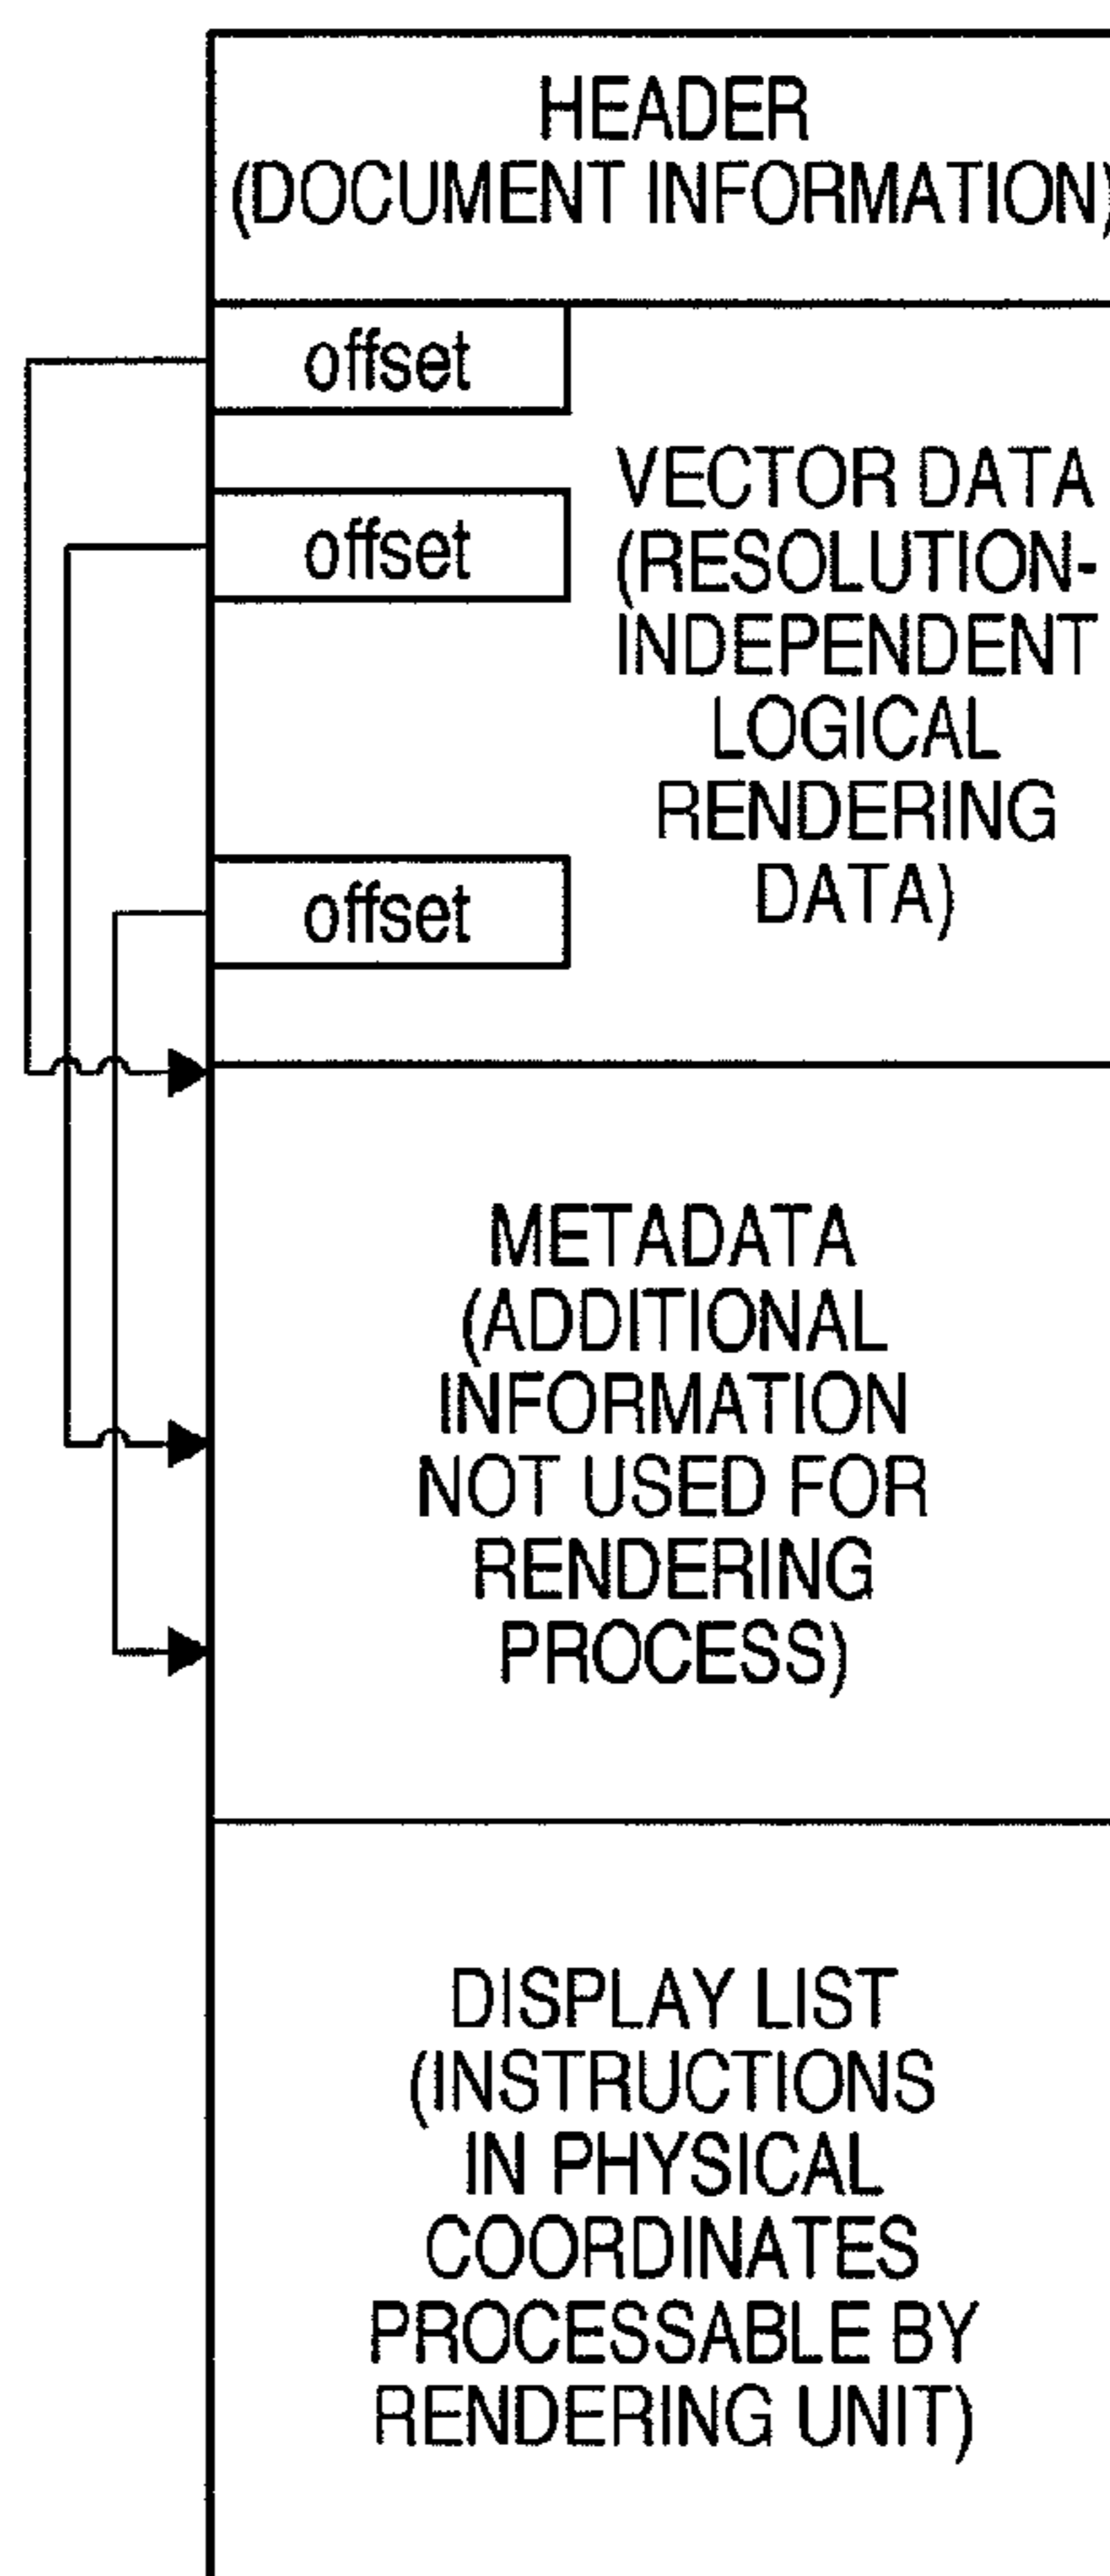 HEADER
(DOCUMENT INFORMATION)
offset
offset
offset
VECTOR DATA
(RESOLUTION-
INDEPENDENT
LOGICAL
RENDERING
DATA)
METADATA
(ADDITIONAL
INFORMATION
NOT USED FOR
RENDERING
PROCESS)
DISPLAY LIST
(INSTRUCTIONS
IN PHYSICAL
COORDINATES
PROCESSABLE BY
RENDERING UNIT)